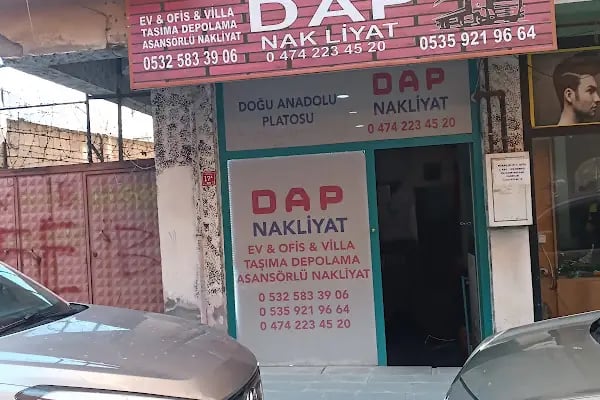 EV & OFİS & VİLLA
TAŞIMA DEPOLAMA
ASANSORLÜ NAKLİYAT
0532 583 39 06
DAP
NAK LİYAT
0 474 223 45 20
0535 921 96 64
DOĞU ANADOLU
PLATOSU
DAP
NAKLİYAT
0 474 223 45 20
DAP
NAKLİYAT
EV & OFİS & VİLLA
TAŞIMA DEPOLAMA
ASANSÖRLÜ NAKLİYAT
0 532 583 39 06
0 535 921 96 64
0 474 223 45 20